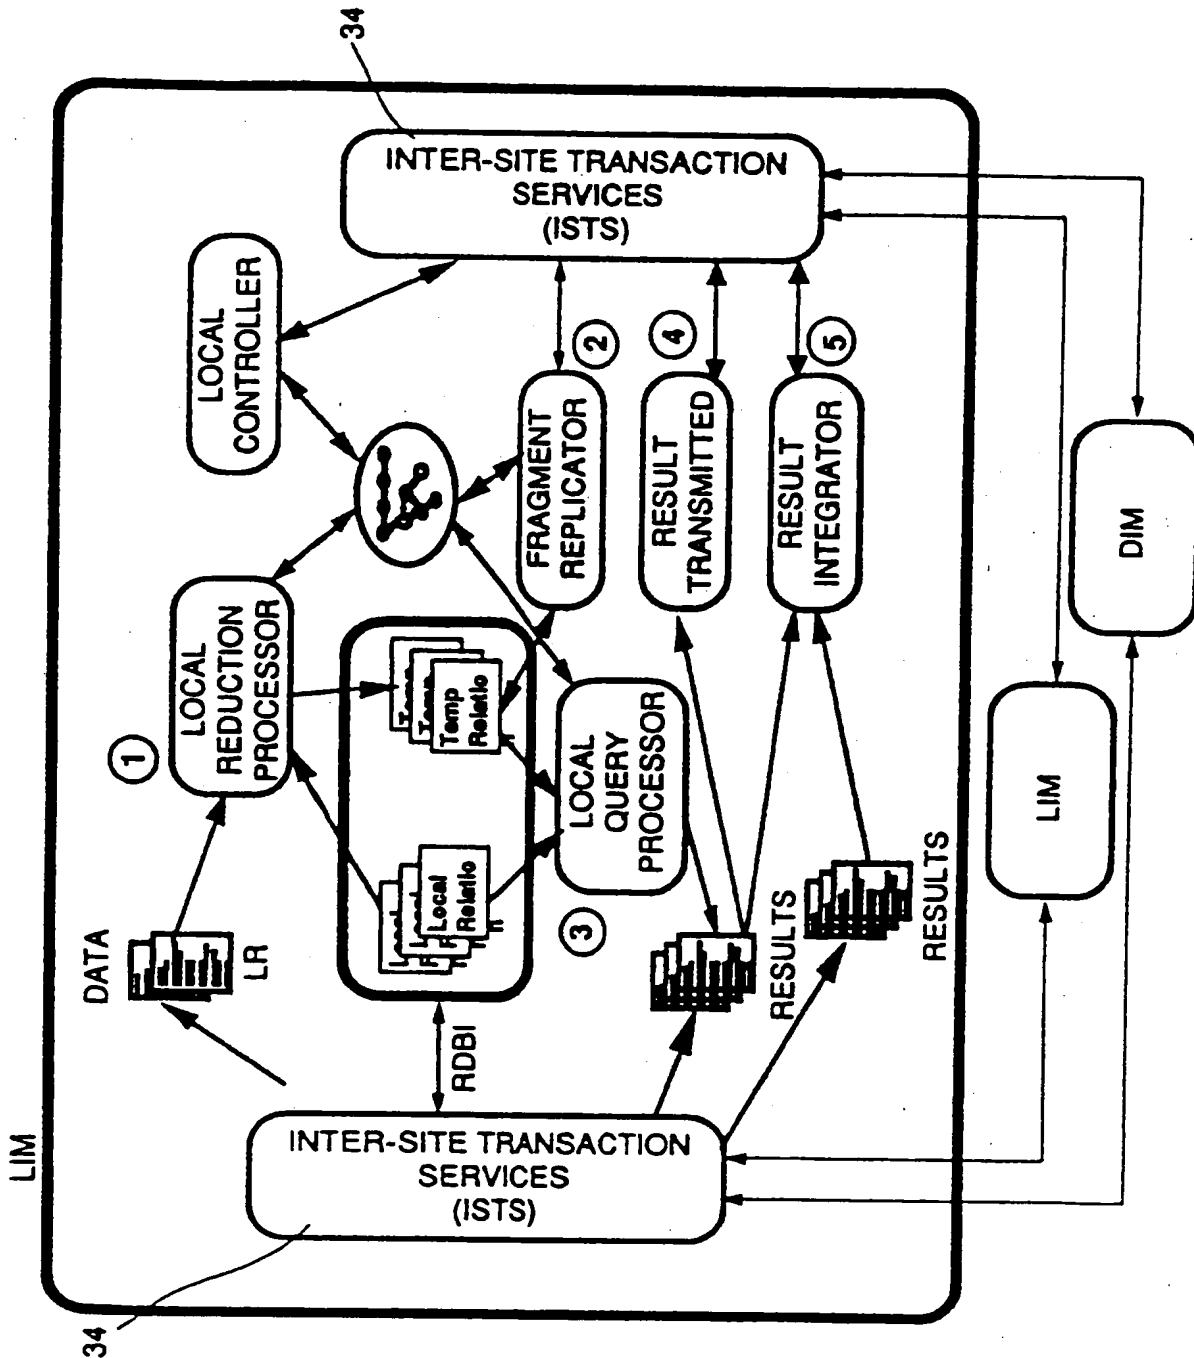 LIM
34
34
INTER-SITE TRANSACTION
SERVICES
(ISTS)
DATA
LR
1
LOCAL
REDUCTION
PROCESSOR
LOCAL
CONTROLLER
INTER-SITE TRANSACTION
SERVICES
(ISTS)
RDBI
Local
Relatio
n
Temp
Temp
Relatio
n
3
LOCAL
QUERY
PROCESSOR
FRAGMENT
REPLICATOR
2
RESULT
TRANSMITTED
4
RESULT
INTEGRATOR
5
RESULTS
RESULTS
LIM
DIM